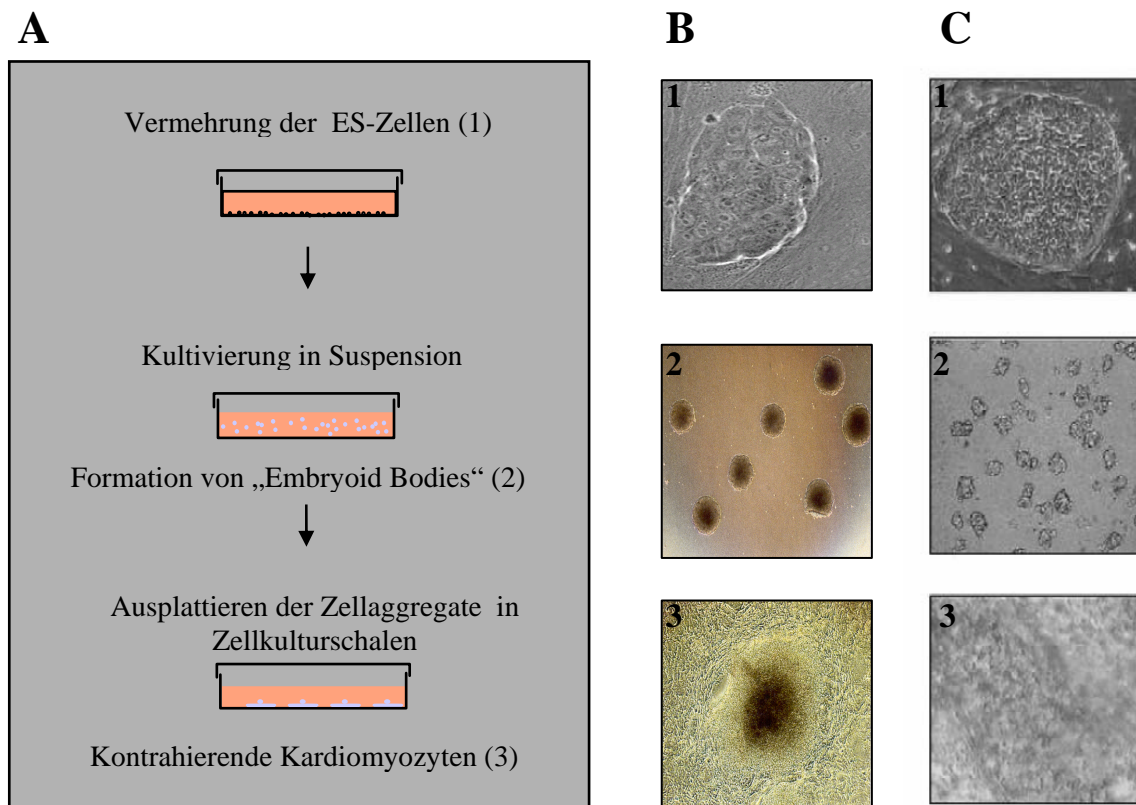 A
Vermehrung der ES-Zellen (1)
Kultivierung in Suspension
Formation von „Embryoid Bodies“ (2)
Ausplattieren der Zellaggregate in
Zellkulturschalen
Kontrahierende Kardiomyozyten (3)
B
1
2
3
C
1
2
3